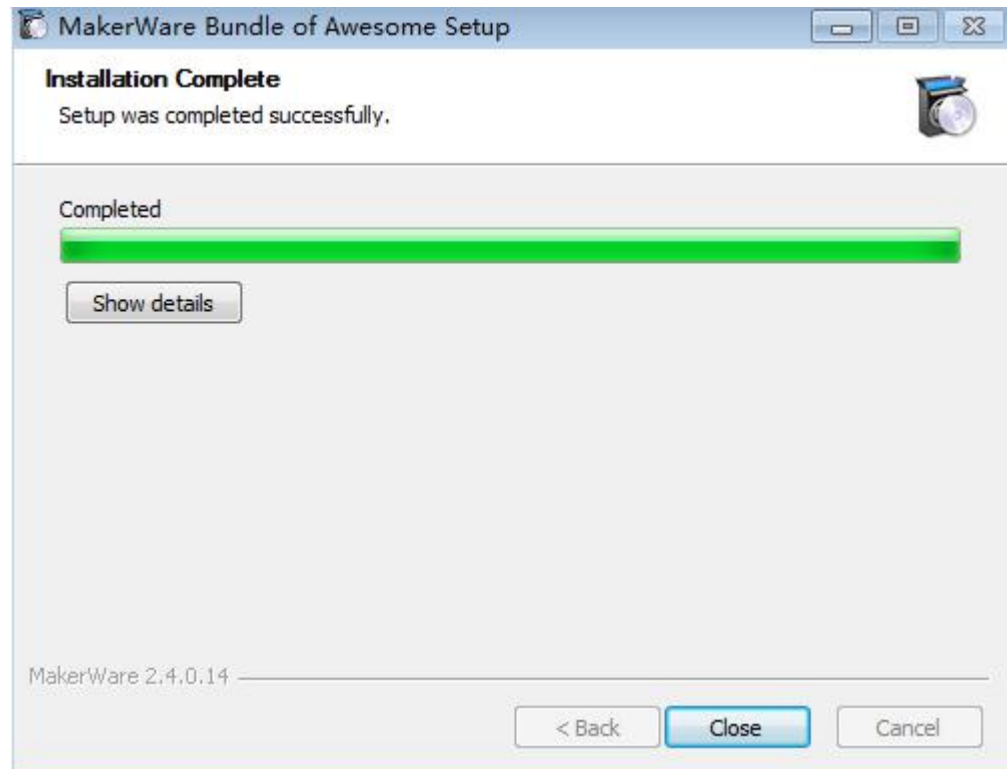 MakerWare Bundle of Awesome Setup
Installation Complete
Setup was completed successfully.
Completed
Show details
MakerWare 2.4.0.14
< Back Close Cancel